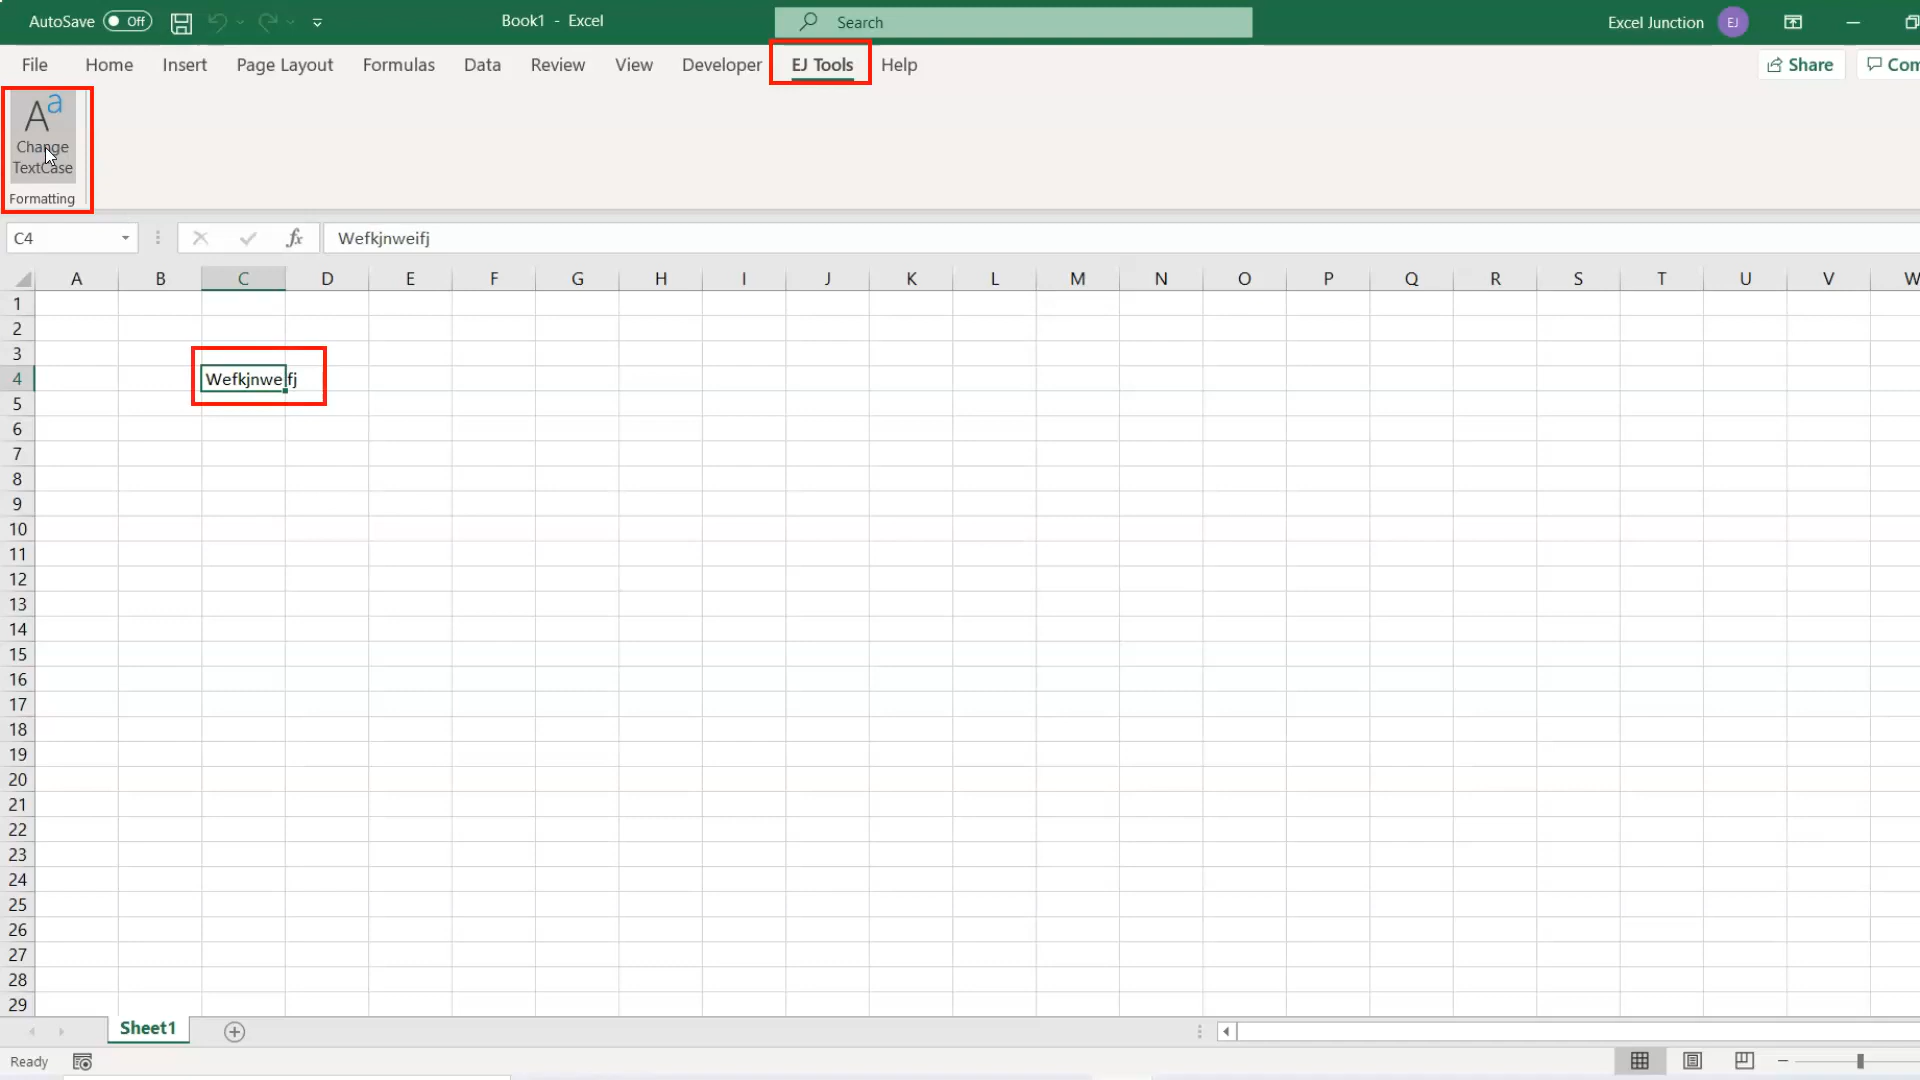 AutoSave Off Book1 - Excel Search Excel Junction EJ
File Home Insert Page Layout Formulas Data Review View Developer EJ Tools Help Share Com
Aa
Change
TextCase
Formatting
C4 fx Wefkjnweifj
A B C D E F G H I J K L M N O P Q R S T U V W
1
2
3
4 Wefkjnweifj
5
6
7
8
9
10
11
12
13
14
15
16
17
18
19
20
21
22
23
24
25
26
27
28
29
Sheet1
Ready